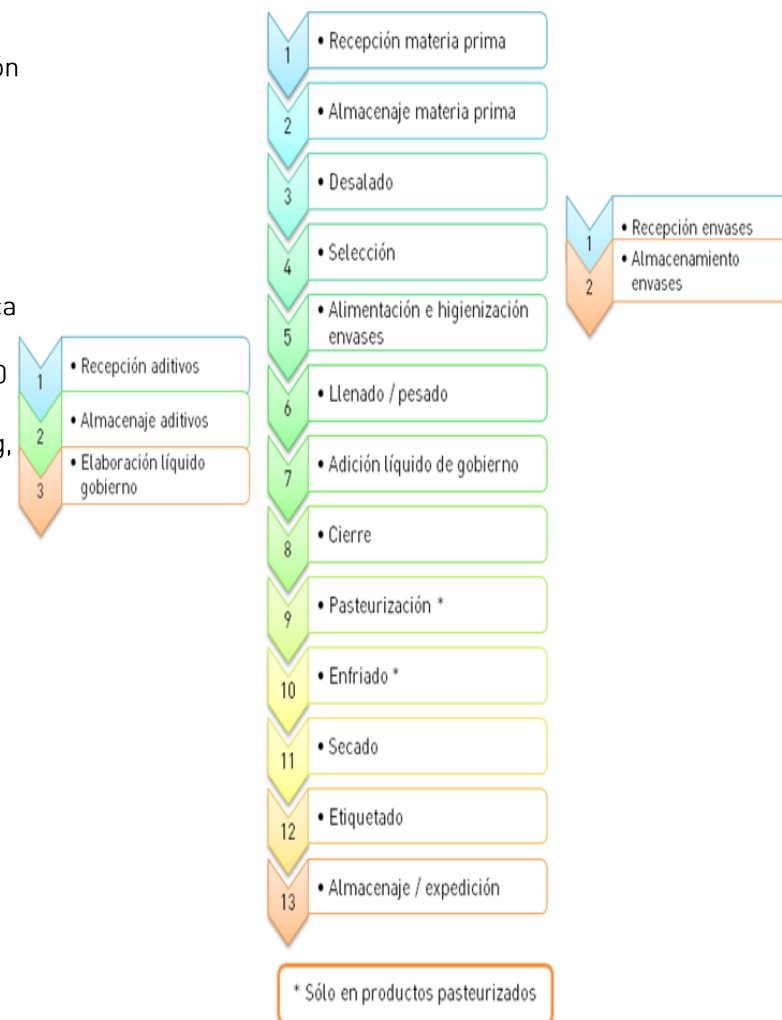 ón
ca
0
g,
1
• Recepción materia prima
2
• Almacenaje materia prima
3
• Desalado
4
• Selección
5
• Alimentación e higienización
envases
6
• Llenado / pesado
7
• Adición líquido de gobierno
8
• Cierre
9
• Pasteurización *
10
• Enfriado *
11
• Secado
12
• Etiquetado
13
• Almacenaje / expedición
* Sólo en productos pasteurizados
1
• Recepción aditivos
2
• Almacenaje aditivos
3
• Elaboración líquido
gobierno
1
• Recepción envases
2
• Almacenamiento
envases